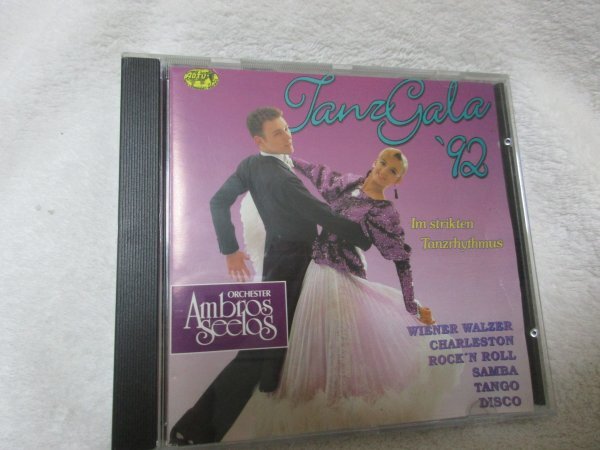 TanzGala
'92
Im strikten
Tanzrhythmus
ORCHESTER
Ambros
Seelos
WIENER WALZER
CHARLESTON
ROCK'N ROLL
SAMBA
TANGO
DISCO